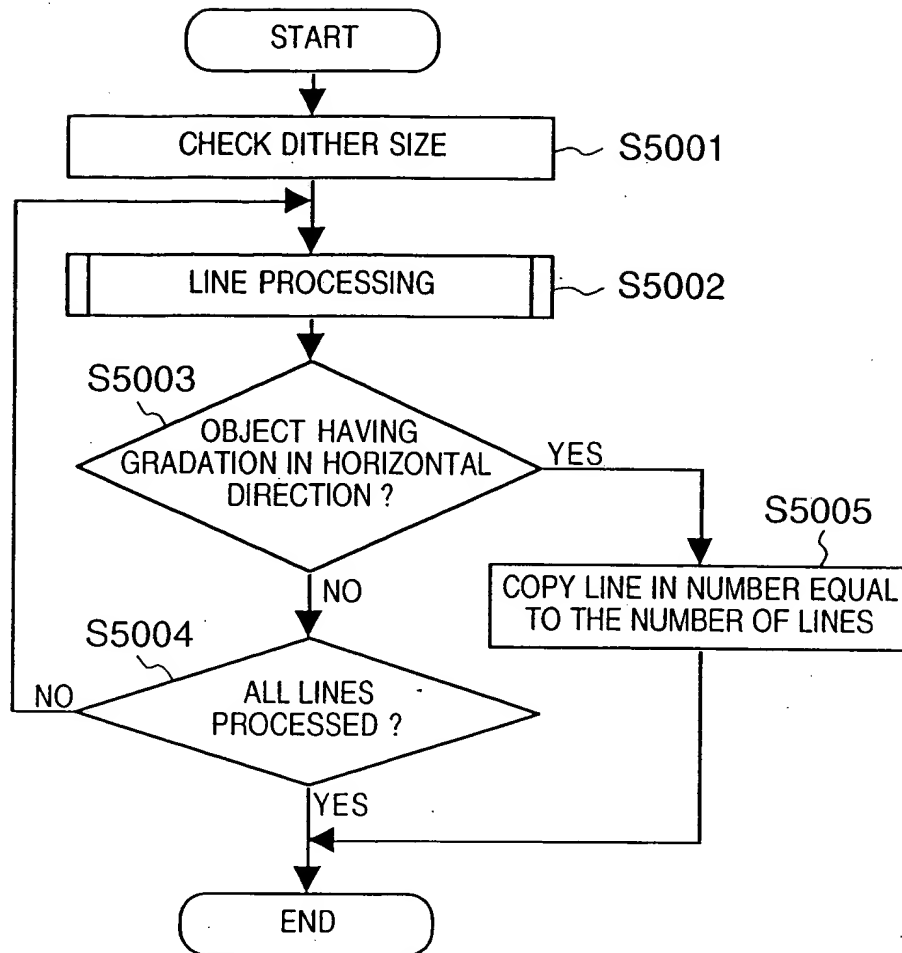 START
CHECK DITHER SIZE
S5001
LINE PROCESSING
S5002
S5003
OBJECT HAVING
GRADATION IN HORIZONTAL
DIRECTION ?
YES
S5005
COPY LINE IN NUMBER EQUAL
TO THE NUMBER OF LINES
NO
S5004
NO
ALL LINES
PROCESSED ?
YES
END